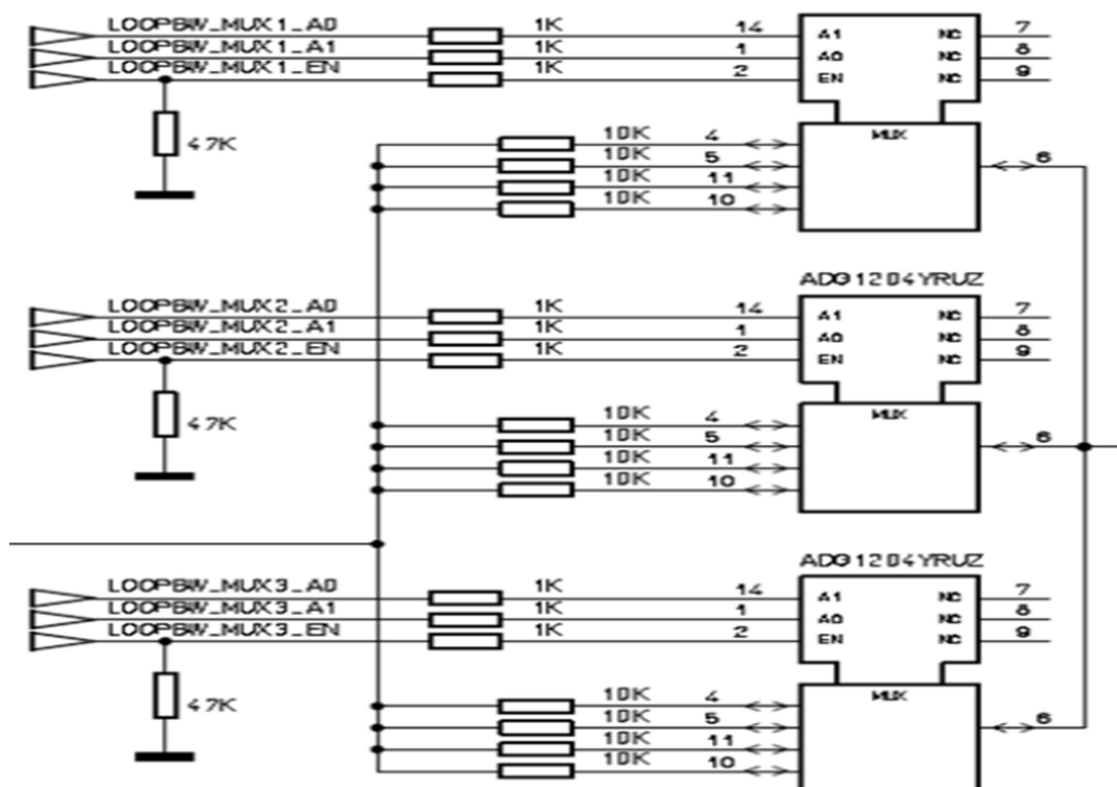 LOOPBW_MUX1_A0 1K 14 A1 NC 7
LOOPBW_MUX1_A1 1K 1 A0 NC 8
LOOPBW_MUX1_EN 1K 2 EN NC 9
47K
MUX
10K 4
10K 5 6
10K 11
10K 10
ADG1204YRUZ
LOOPBW_MUX2_A0 1K 14 A1 NC 7
LOOPBW_MUX2_A1 1K 1 A0 NC 8
LOOPBW_MUX2_EN 1K 2 EN NC 9
47K
MUX
10K 4
10K 5 6
10K 11
10K 10
ADG1204YRUZ
LOOPBW_MUX3_A0 1K 14 A1 NC 7
LOOPBW_MUX3_A1 1K 1 A0 NC 8
LOOPBW_MUX3_EN 1K 2 EN NC 9
47K
MUX
10K 4
10K 5 6
10K 11
10K 10